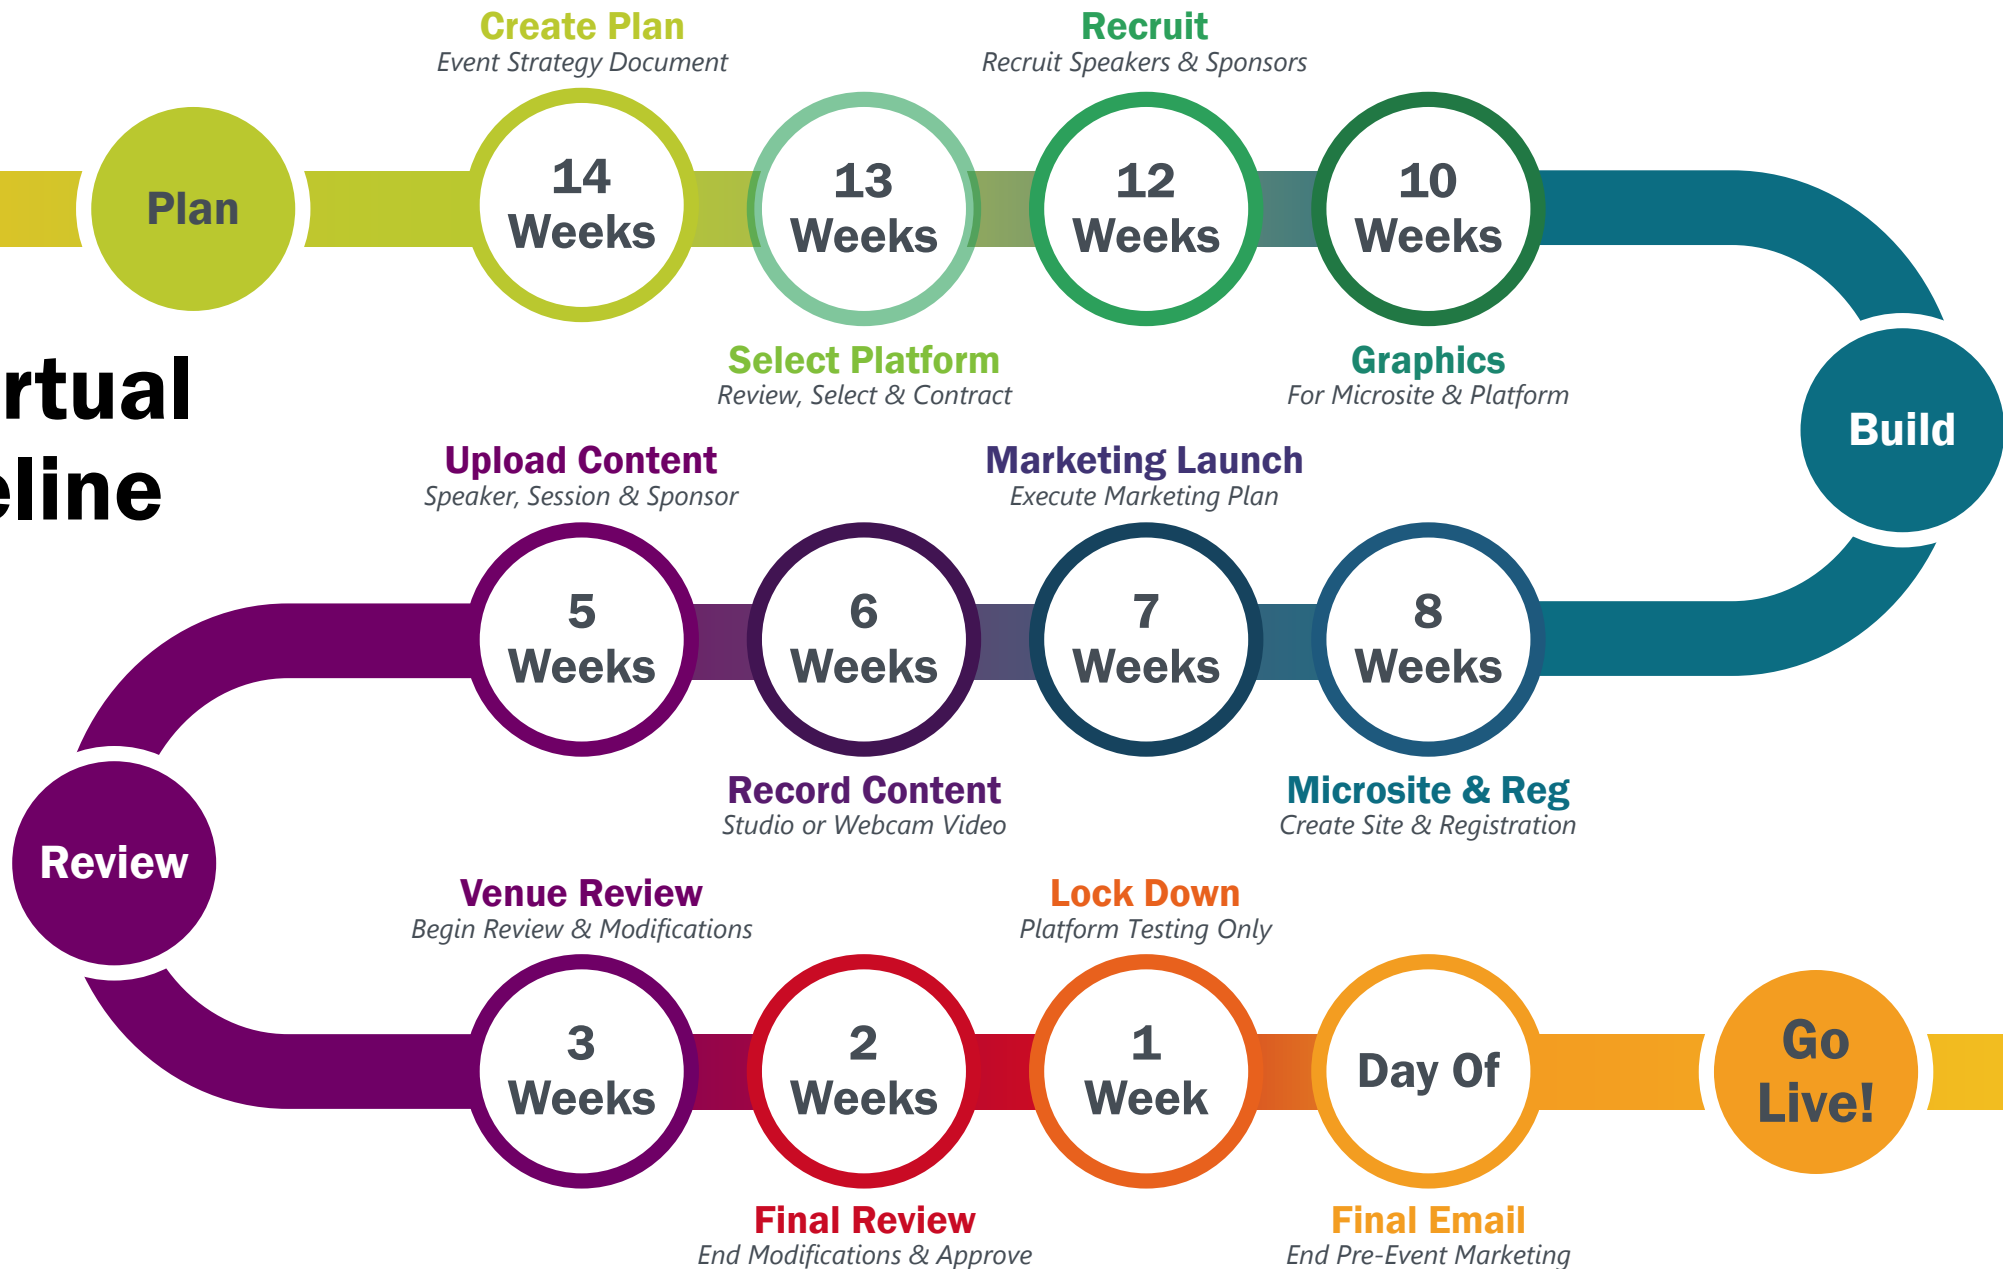 Create Plan
Event Strategy Document
Recruit
Recruit Speakers & Sponsors
Plan
14
Weeks
13
Weeks
12
Weeks
10
Weeks
Select Platform
Review, Select & Contract
Graphics
For Microsite & Platform
rtual
eline
Build
Upload Content
Speaker, Session & Sponsor
Marketing Launch
Execute Marketing Plan
5
Weeks
6
Weeks
7
Weeks
8
Weeks
Record Content
Studio or Webcam Video
Microsite & Reg
Create Site & Registration
Review
Venue Review
Begin Review & Modifications
Lock Down
Platform Testing Only
3
Weeks
2
Weeks
1
Week
Day Of
Go
Live!
Final Review
End Modifications & Approve
Final Email
End Pre-Event Marketing